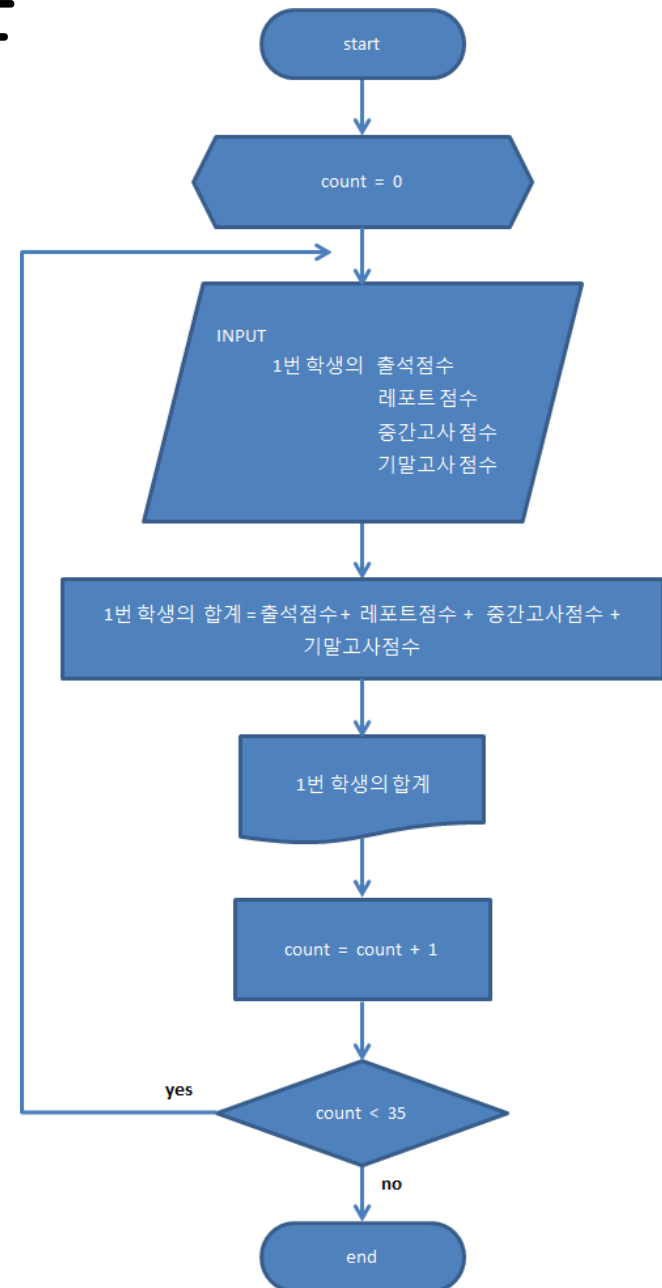 start
count = 0
INPUT
1번 학생의 출석점수
레포트 점수
중간고사 점수
기말고사 점수
1번 학생의 합계 = 출석점수 + 레포트점수 + 중간고사점수 +
기말고사점수
1번 학생의 합계
count = count + 1
yes
count < 35
no
end